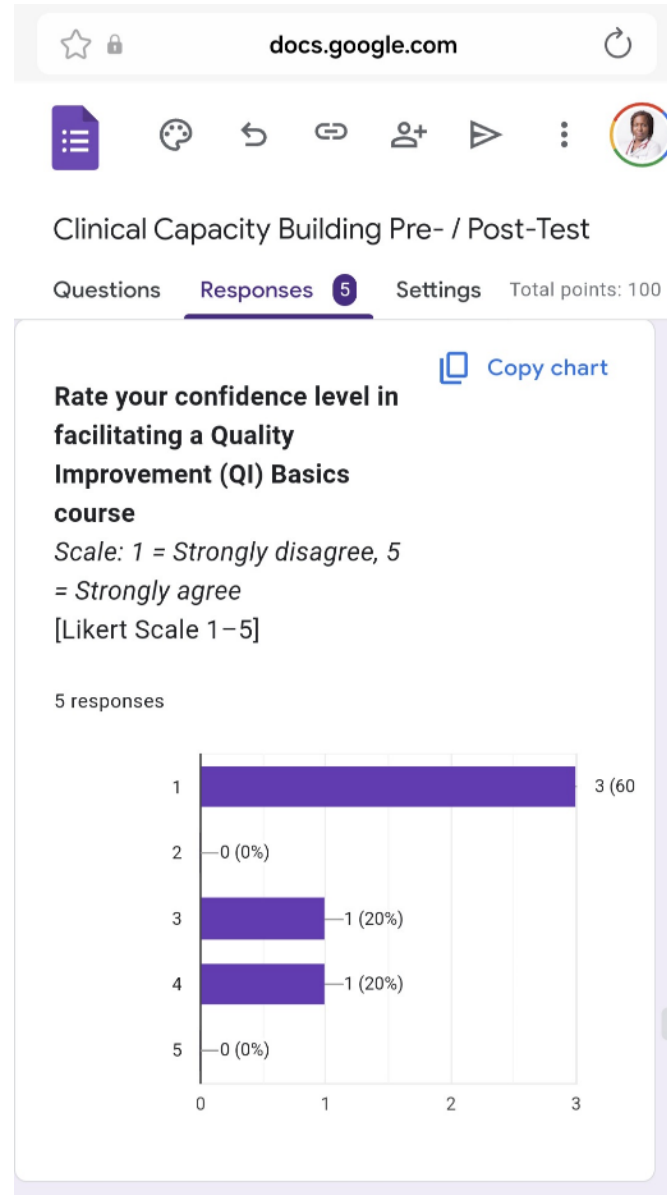 docs.google.com
Clinical Capacity Building Pre- / Post-Test
Questions Responses 5 Settings Total points: 100
Copy chart
Rate your confidence level in
facilitating a Quality
Improvement (QI) Basics
course
Scale: 1 = Strongly disagree, 5
= Strongly agree
[Likert Scale 1–5]
5 responses
1 3 (60
2 0 (0%)
3 1 (20%)
4 1 (20%)
5 0 (0%)
0 1 2 3